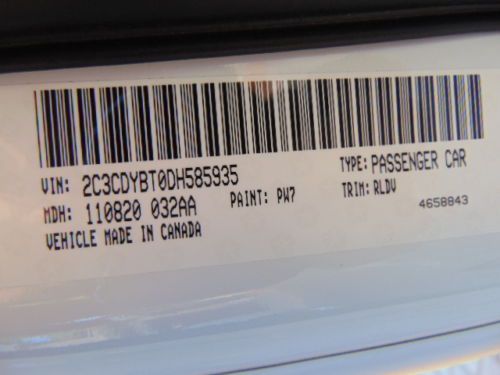 VIN: 2C3CDYBT0DH585935 TYPE: PASSENGER CAR
MDH: 110820 032AA PAINT: PW7 TRIM: RLDV
VEHICLE MADE IN CANADA 4658843